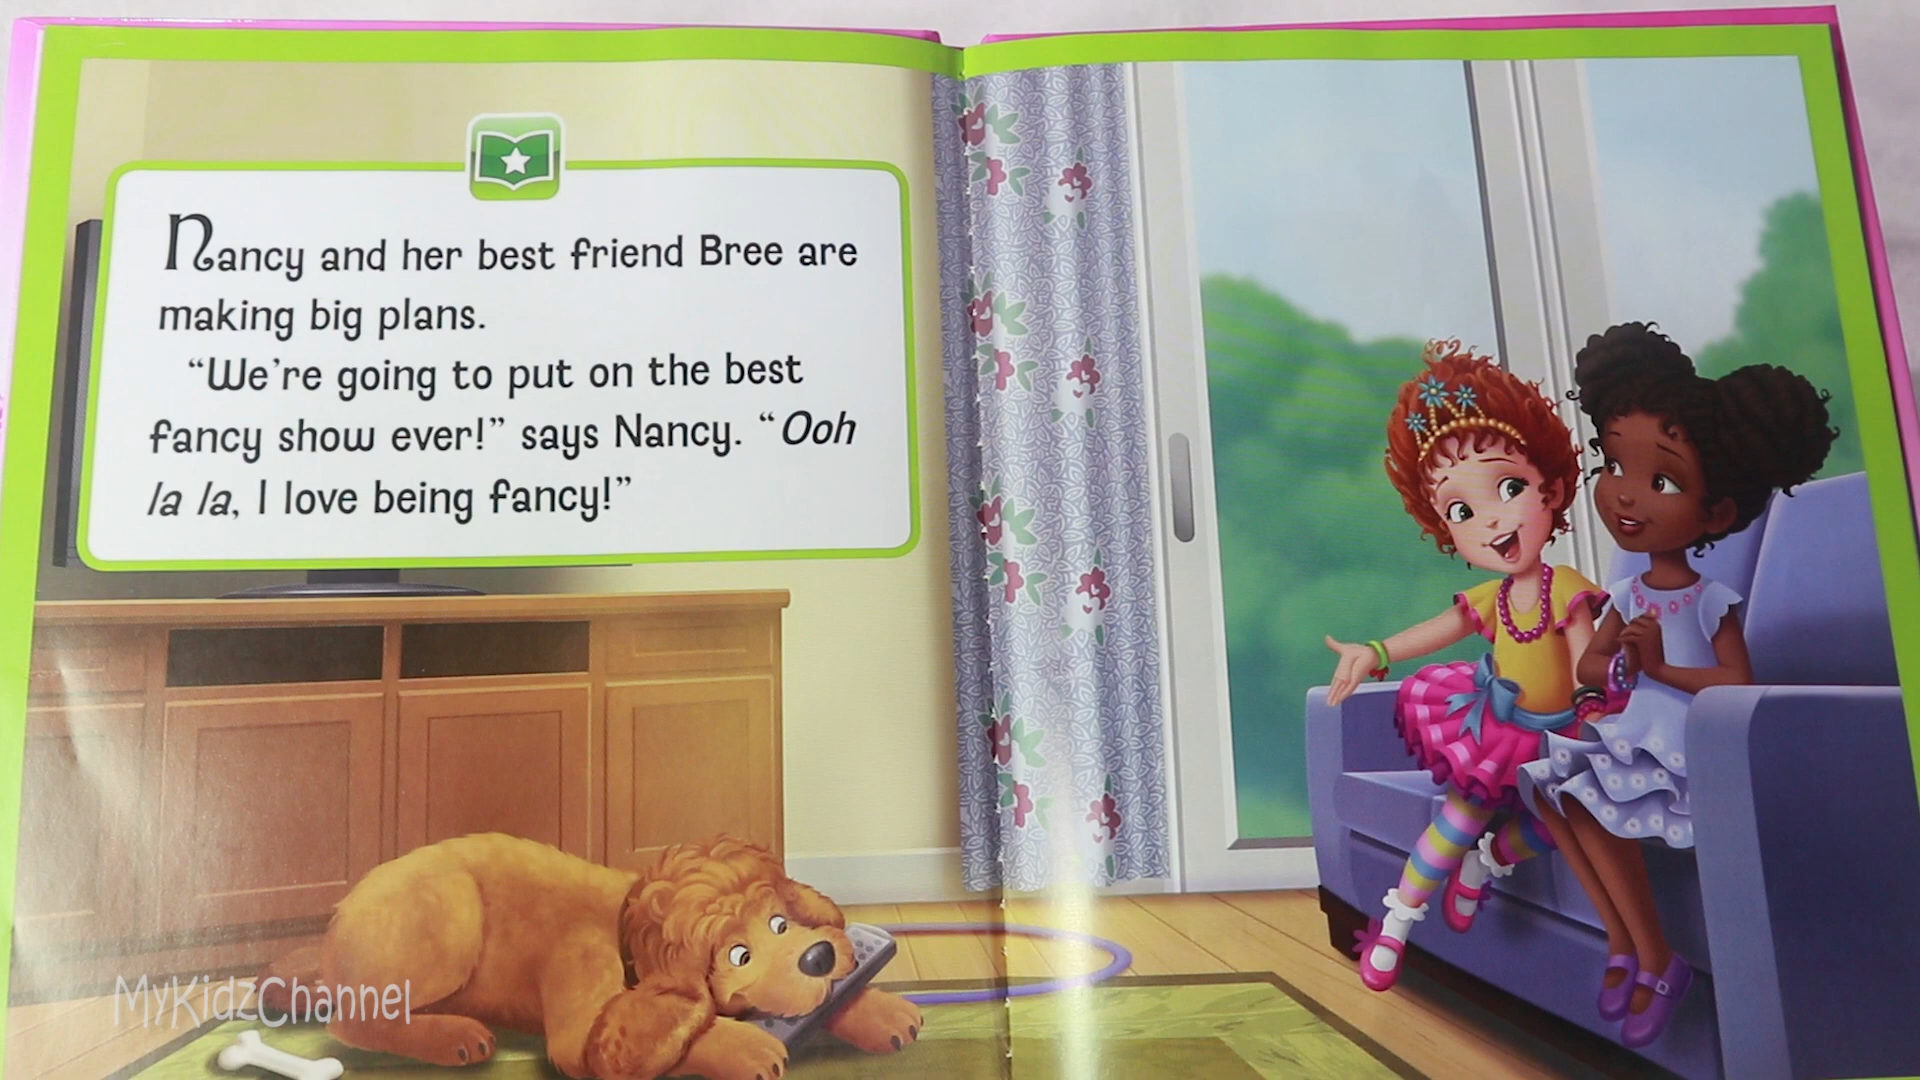 Nancy and her best friend Bree are
making big plans.
“We’re going to put on the best
fancy show ever!” says Nancy. “Ooh
la la, I love being fancy!”
MyKidzChannel